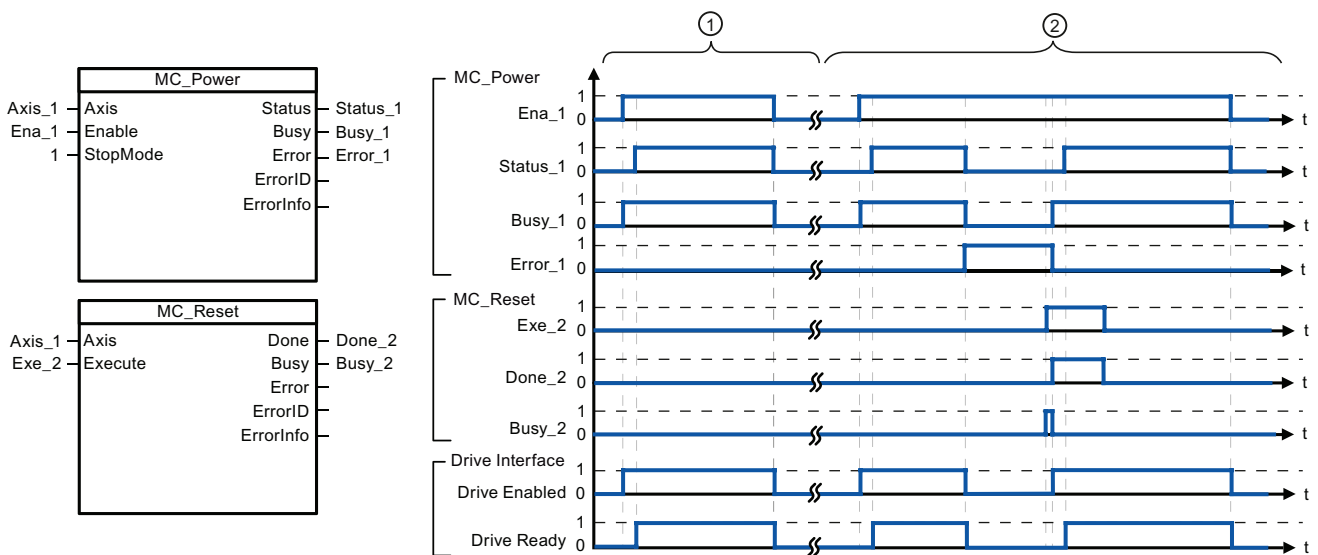 MC_Power
Axis_1 Axis Status Status_1
Ena_1 Enable Busy Busy_1
1 StopMode Error Error_1
ErrorID
ErrorInfo
MC_Reset
Axis_1 Axis Done Done_2
Exe_2 Execute Busy Busy_2
Error
ErrorID
ErrorInfo
1 2
MC_Power
Ena_1 1 0 t
Status_1 1 0 t
Busy_1 1 0 t
Error_1 1 0 t
MC_Reset
Exe_2 1 0 t
Done_2 1 0 t
Busy_2 1 0 t
Drive Interface
Drive Enabled 1 0 t
Drive Ready 1 0 t